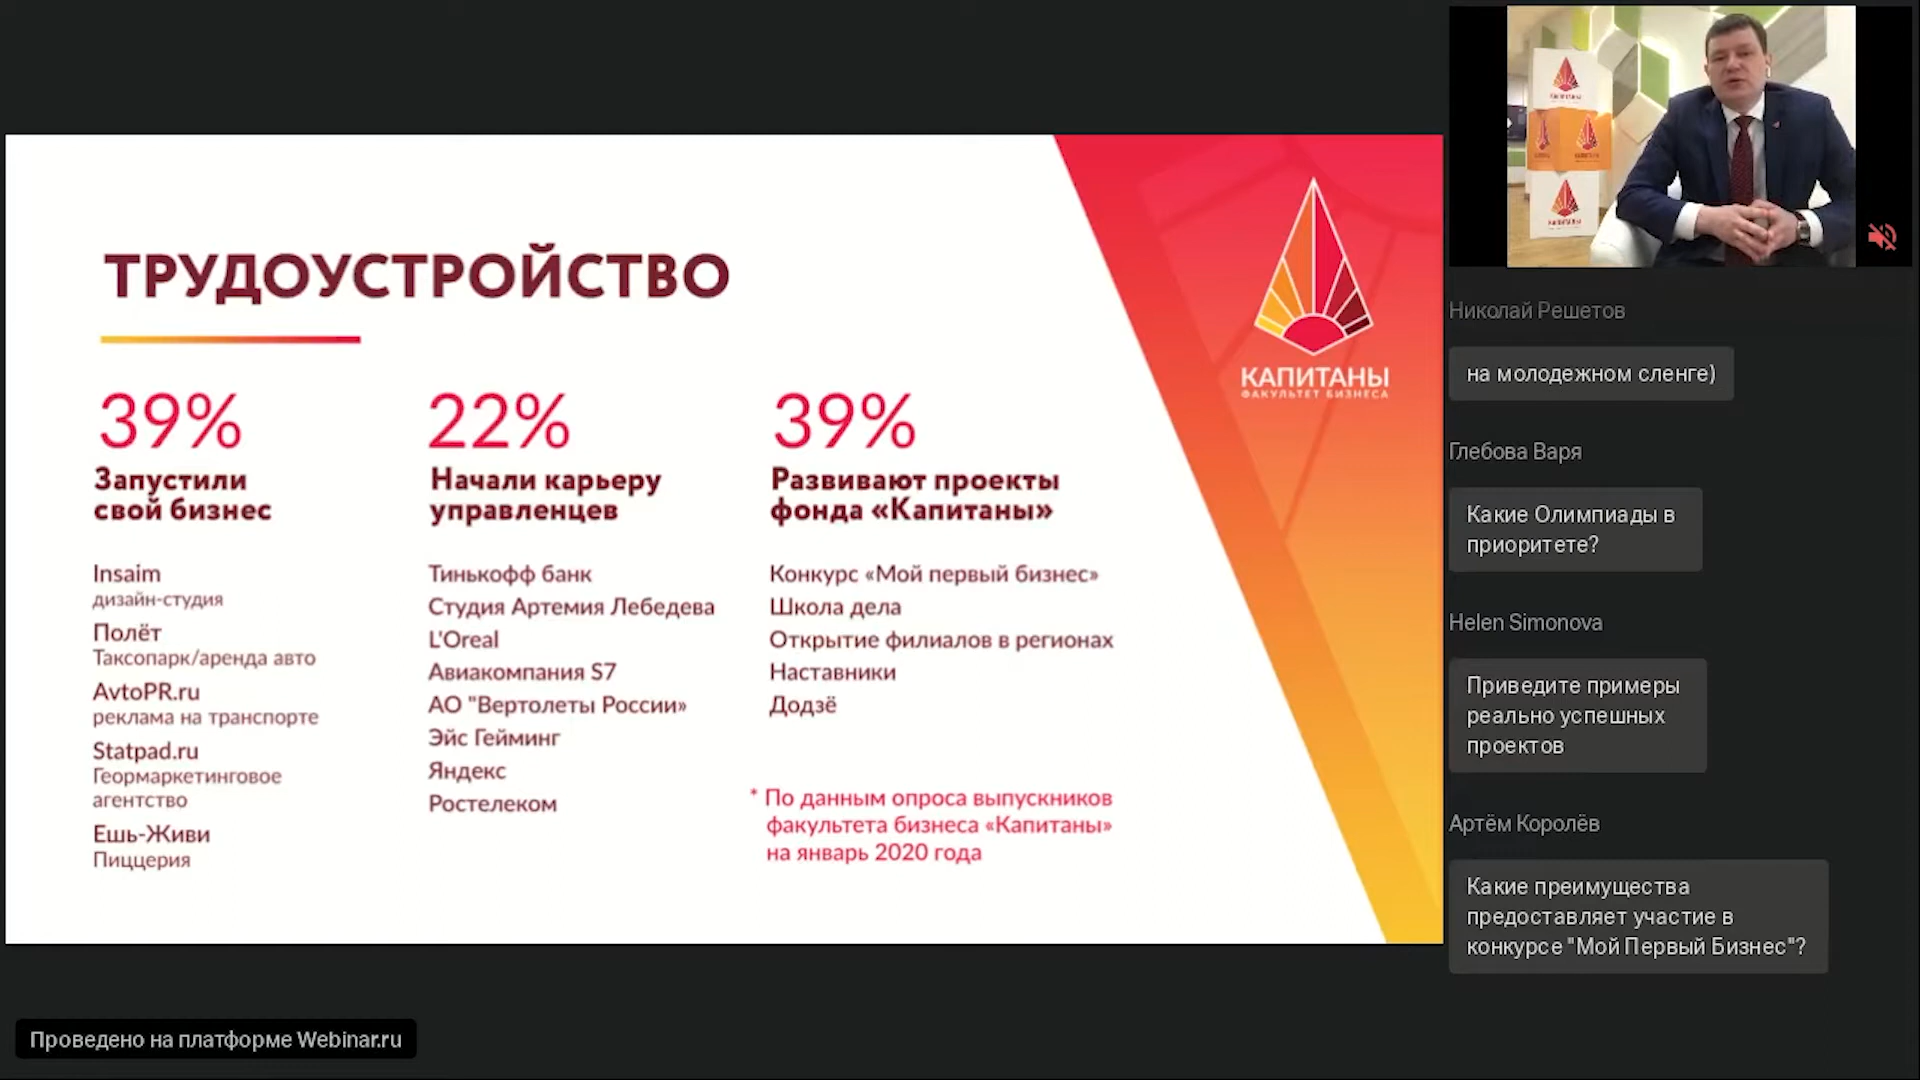 ТРУДОУСТРОЙСТВО
39%
Запустили
свой бизнес
Insaim
дизайн-студия
Полёт
Таксопарк/аренда авто
AvtoPR.ru
реклама на транспорте
Statpad.ru
Геормаркетинговое
агентство
Ешь-Живи
Пиццерия
22%
Начали карьеру
управленцев
Тинькофф банк
Студия Артемия Лебедева
L'Oreal
Авиакомпания S7
АО "Вертолеты России»
Эйс Гейминг
Яндекс
Ростелеком
39%
Развивают проекты
фонда «Капитаны»
Конкурс «Мой первый бизнес»
Школа дела
Открытие филиалов в регионах
Наставники
Додзё
* По данным опроса выпускников
факультета бизнеса «Капитаны»
на январь 2020 года
КАПИТАНЫ
ФАКУЛЬТЕТ БИЗНЕСА
КАПИТАНЫ
КАПИТАНЫ
Николай Решетов
на молодежном сленге)
Глебова Варя
Какие Олимпиады в
приоритете?
Helen Simonova
Приведите примеры
реально успешных
проектов
Артём Королёв
Какие преимущества
предоставляет участие в
конкурсе "Мой Первый Бизнес"?
Проведено на платформе Webinar.ru